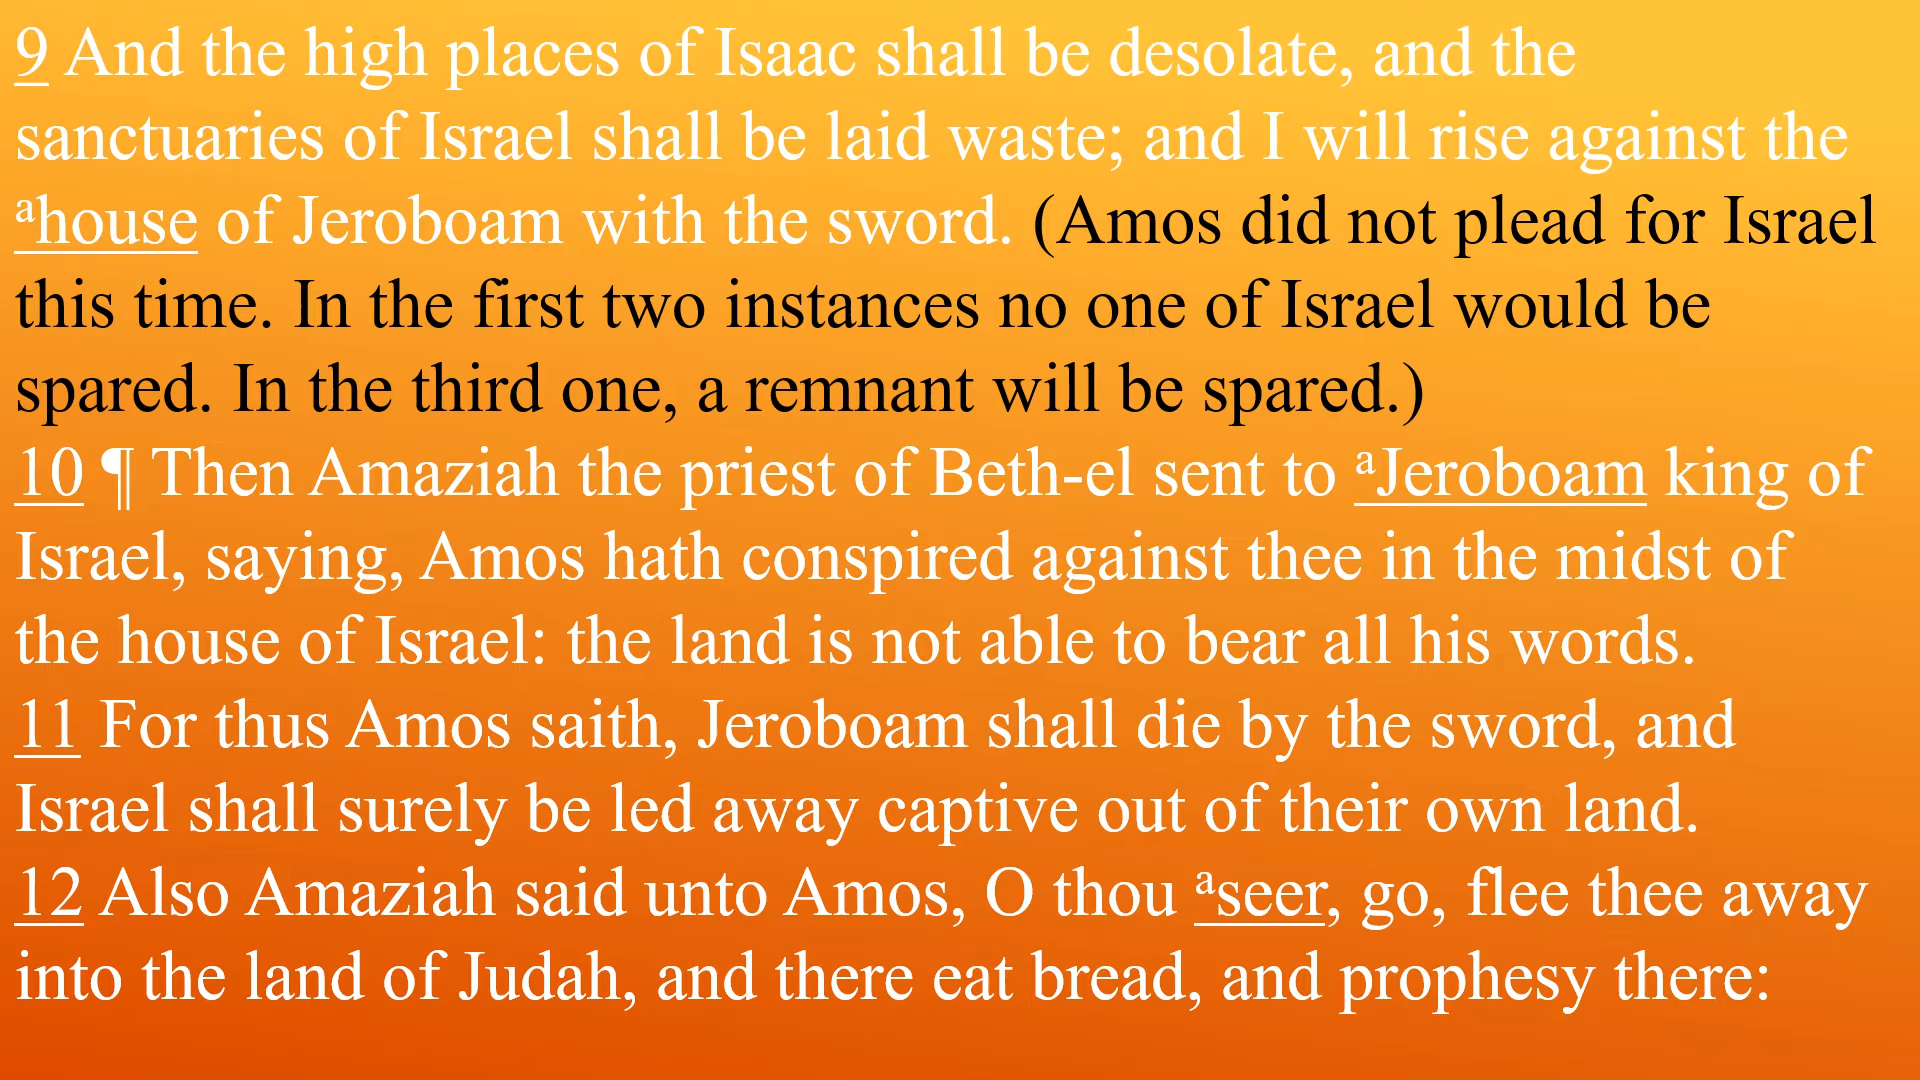 9 And the high places of Isaac shall be desolate, and the
sanctuaries of Israel shall be laid waste; and I will rise against the
ahouse of Jeroboam with the sword. (Amos did not plead for Israel
this time. In the first two instances no one of Israel would be
spared. In the third one, a remnant will be spared.)
10 ¶ Then Amaziah the priest of Beth-el sent to aJeroboam king of
Israel, saying, Amos hath conspired against thee in the midst of
the house of Israel: the land is not able to bear all his words.
11 For thus Amos saith, Jeroboam shall die by the sword, and
Israel shall surely be led away captive out of their own land.
12 Also Amaziah said unto Amos, O thou aseer, go, flee thee away
into the land of Judah, and there eat bread, and prophesy there: